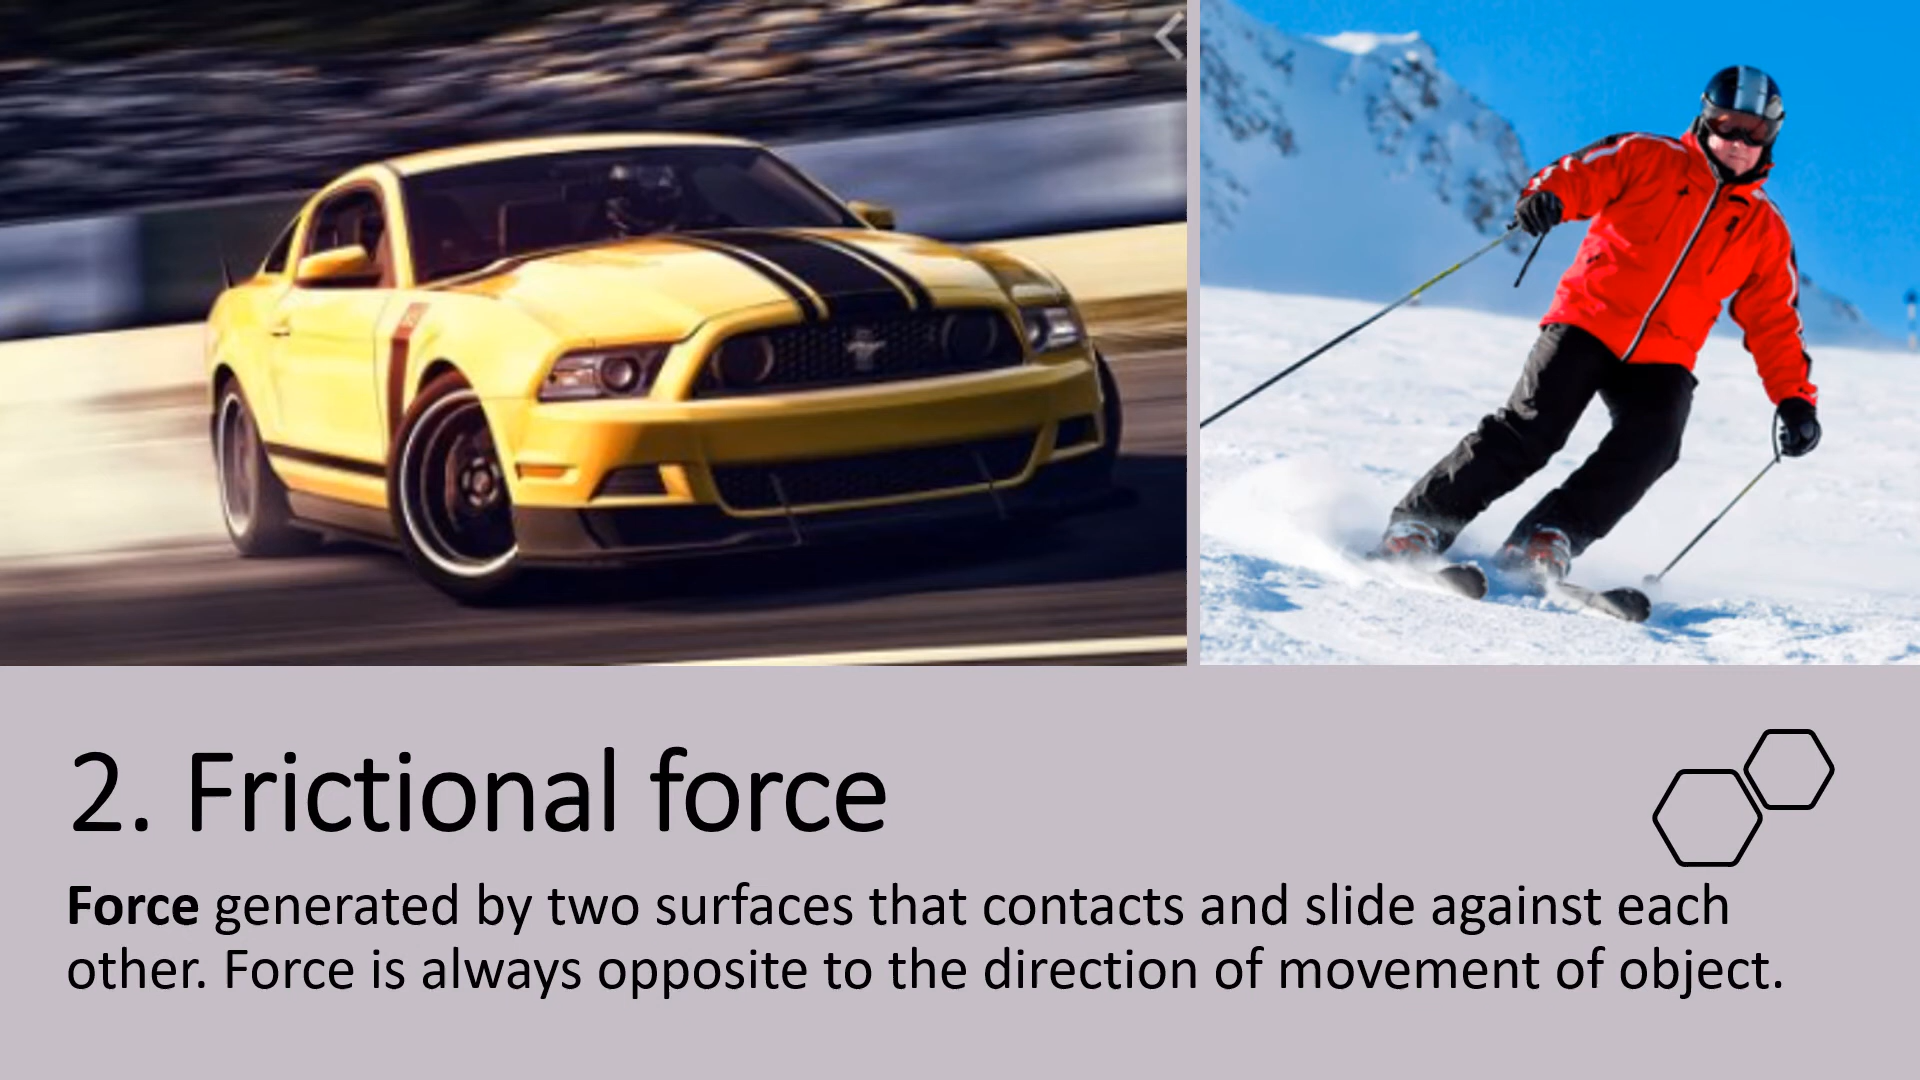 2. Frictional force
Force generated by two surfaces that contacts and slide against each
other. Force is always opposite to the direction of movement of object.